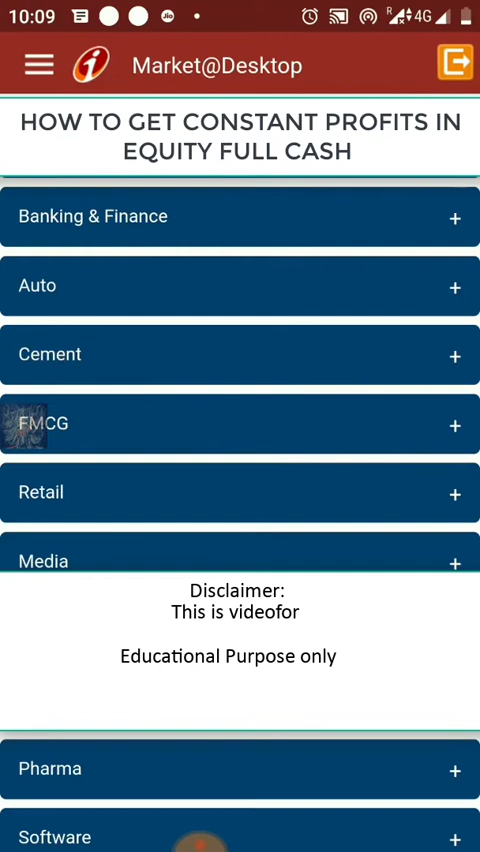 10:09
Jio
R
4G
i
Market@Desktop
HOW TO GET CONSTANT PROFITS IN
EQUITY FULL CASH
Banking & Finance
+
Auto
+
Cement
+
FMCG
+
Retail
+
Media
+
Disclaimer:
This is videofor
Educational Purpose only
Pharma
+
Software
+